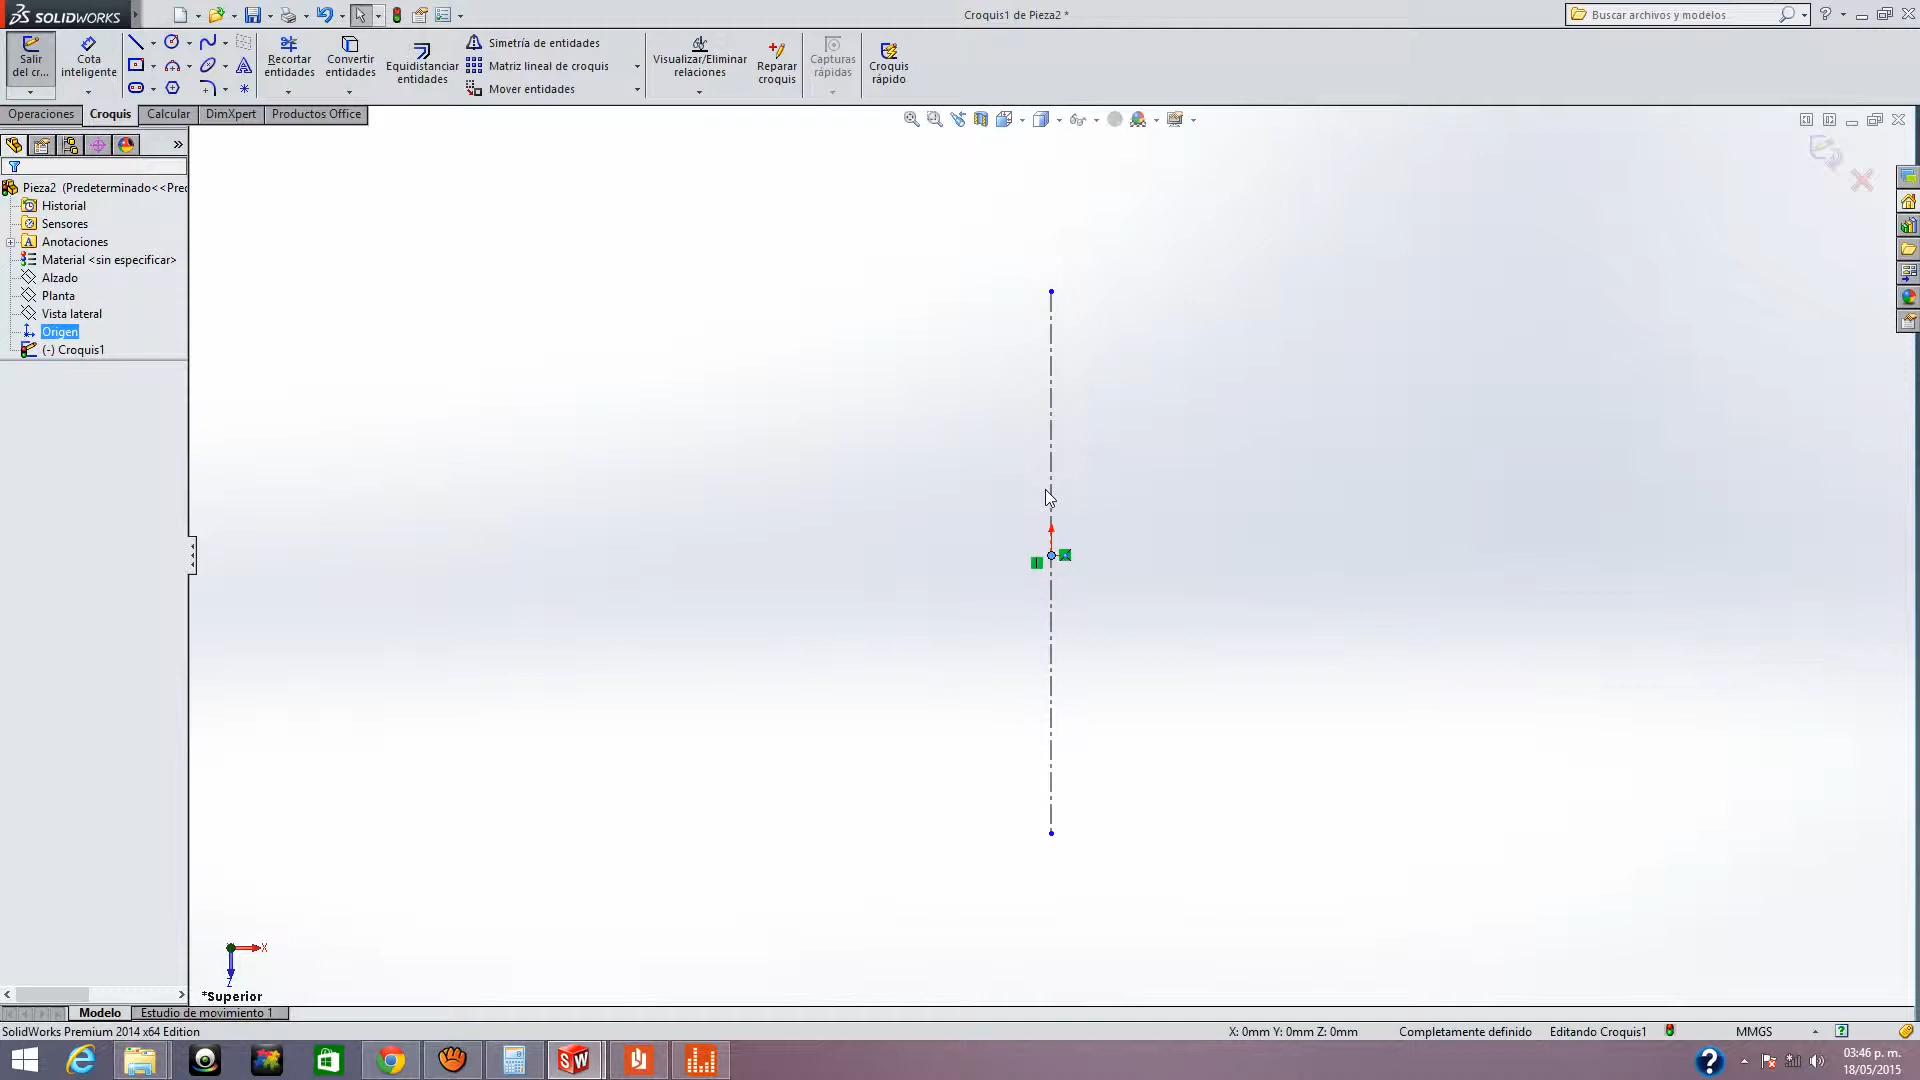 SOLIDWORKS
Croquis1 de Pieza2 *
Buscar archivos y modelos
Salir
del cr...
Cota
inteligente
Recortar
entidades
Convertir
entidades
Equidistanciar
entidades
Simetría de entidades
Matriz lineal de croquis
Mover entidades
Visualizar/Eliminar
relaciones
Reparar
croquis
Capturas
rápidas
Croquis
rápido
Operaciones
Croquis
Calcular
DimXpert
Productos Office
Pieza2 (Predeterminado<<Prec
Historial
Sensores
Anotaciones
Material <sin especificar>
Alzado
Planta
Vista lateral
Origen
(-) Croquis1
X
Z
*Superior
Modelo
Estudio de movimiento 1
SolidWorks Premium 2014 x64 Edition
X: 0mm Y: 0mm Z: 0mm
Completamente definido
Editando Croquis1
MMGS
03:46 p. m.
18/05/2015